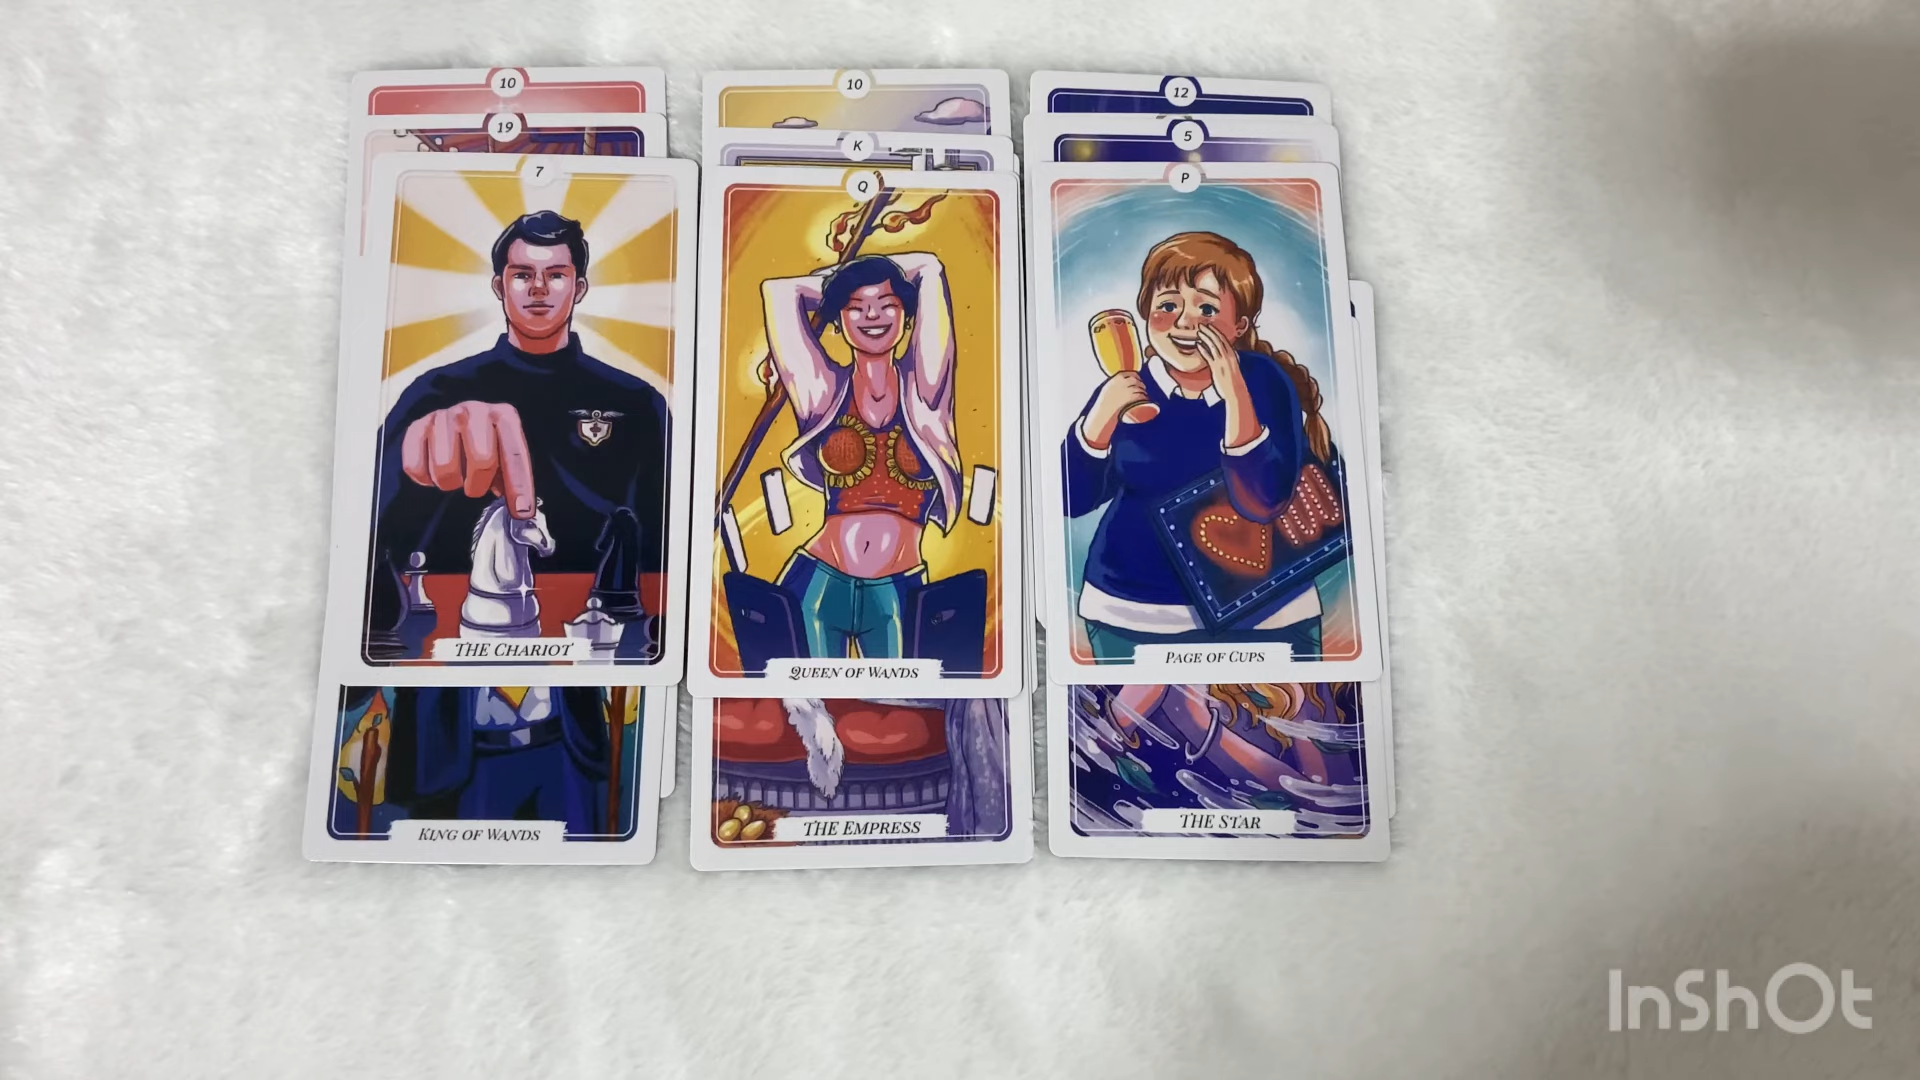 10
19
7
THE CHARIOT
KING OF WANDS
10
K
Q
QUEEN OF WANDS
THE EMPRESS
12
5
P
PAGE OF CUPS
THE STAR
InShOt